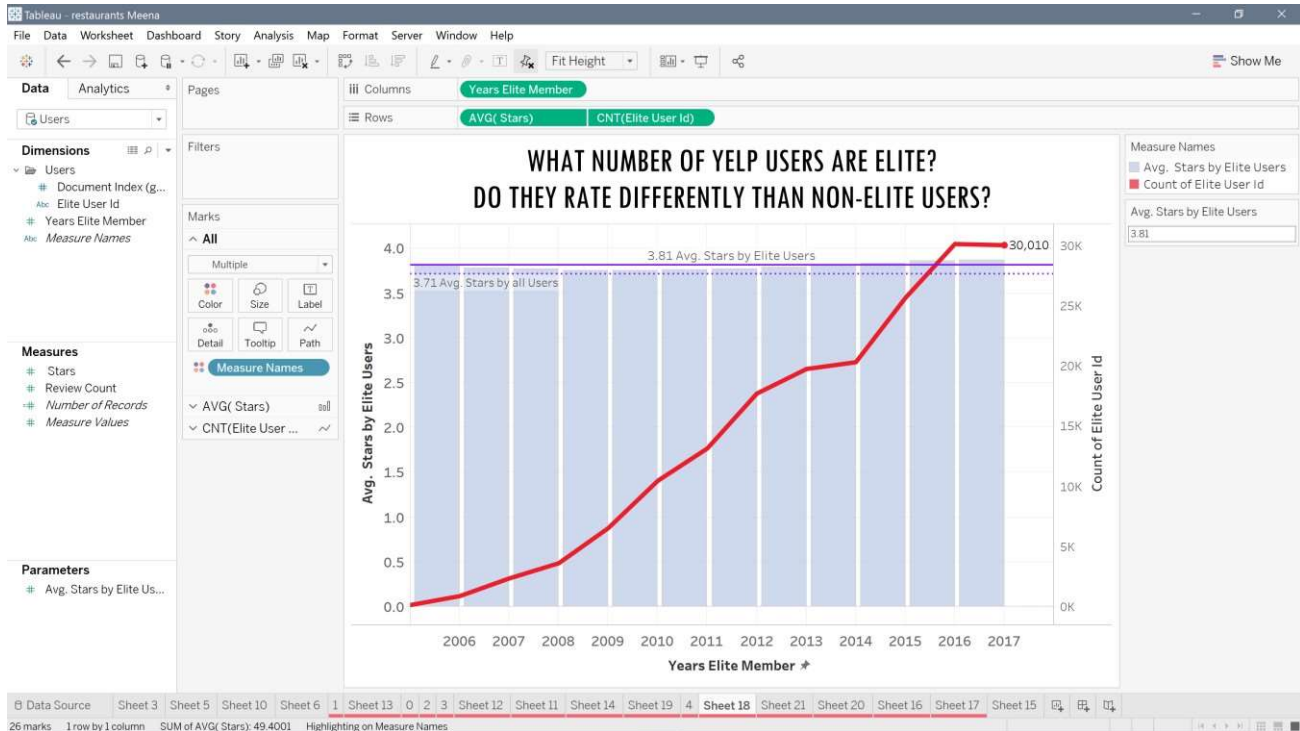 Tableau - restaurants Meena
File Data Worksheet Dashboard Story Analysis Map Format Server Window Help
Fit Height
Show Me
Data Analytics
Users
Dimensions
Users
Document Index (g...
Abc Elite User Id
Years Elite Member
Abc Measure Names
Measures
# Stars
# Review Count
=# Number of Records
# Measure Values
Parameters
# Avg. Stars by Elite Us...
Pages
Filters
Marks
All
Multiple
Color Size Label
Detail Tooltip Path
Measure Names
AVG( Stars)
CNT(Elite User ...
Columns Years Elite Member
Rows AVG( Stars) CNT(Elite User Id)
WHAT NUMBER OF YELP USERS ARE ELITE?
DO THEY RATE DIFFERENTLY THAN NON-ELITE USERS?
Avg. Stars by Elite Users
4.0
3.5
3.0
2.5
2.0
1.5
1.0
0.5
0.0
3.81 Avg. Stars by Elite Users
3.71 Avg. Stars by all Users
30,010
30K
25K
20K
15K
10K
5K
0K
Count of Elite User Id
2006 2007 2008 2009 2010 2011 2012 2013 2014 2015 2016 2017
Years Elite Member
Measure Names
Avg. Stars by Elite Users
Count of Elite User Id
Avg. Stars by Elite Users
3.81
Data Source Sheet 3 Sheet 5 Sheet 10 Sheet 6 1 Sheet 13 0 2 3 Sheet 12 Sheet 11 Sheet 14 Sheet 19 4 Sheet 18 Sheet 21 Sheet 20 Sheet 16 Sheet 17 Sheet 15
26 marks 1 row by 1 column SUM of AVG( Stars): 49.4001 Highlighting on Measure Names